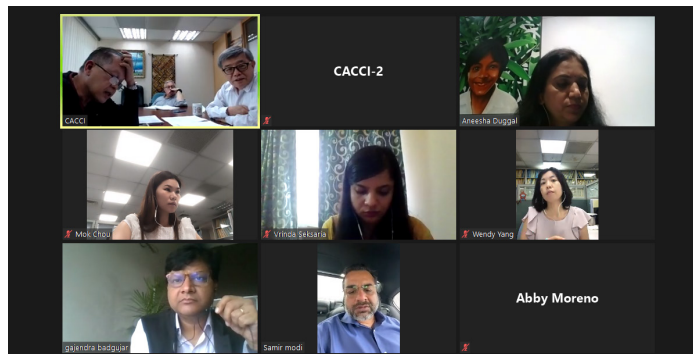 CACCI
CACCI-2
Aneesha Duggal
Mok Chou
Vrinda Seksaria
Wendy Yang
gajendra badgujar
Samir modi
Abby Moreno